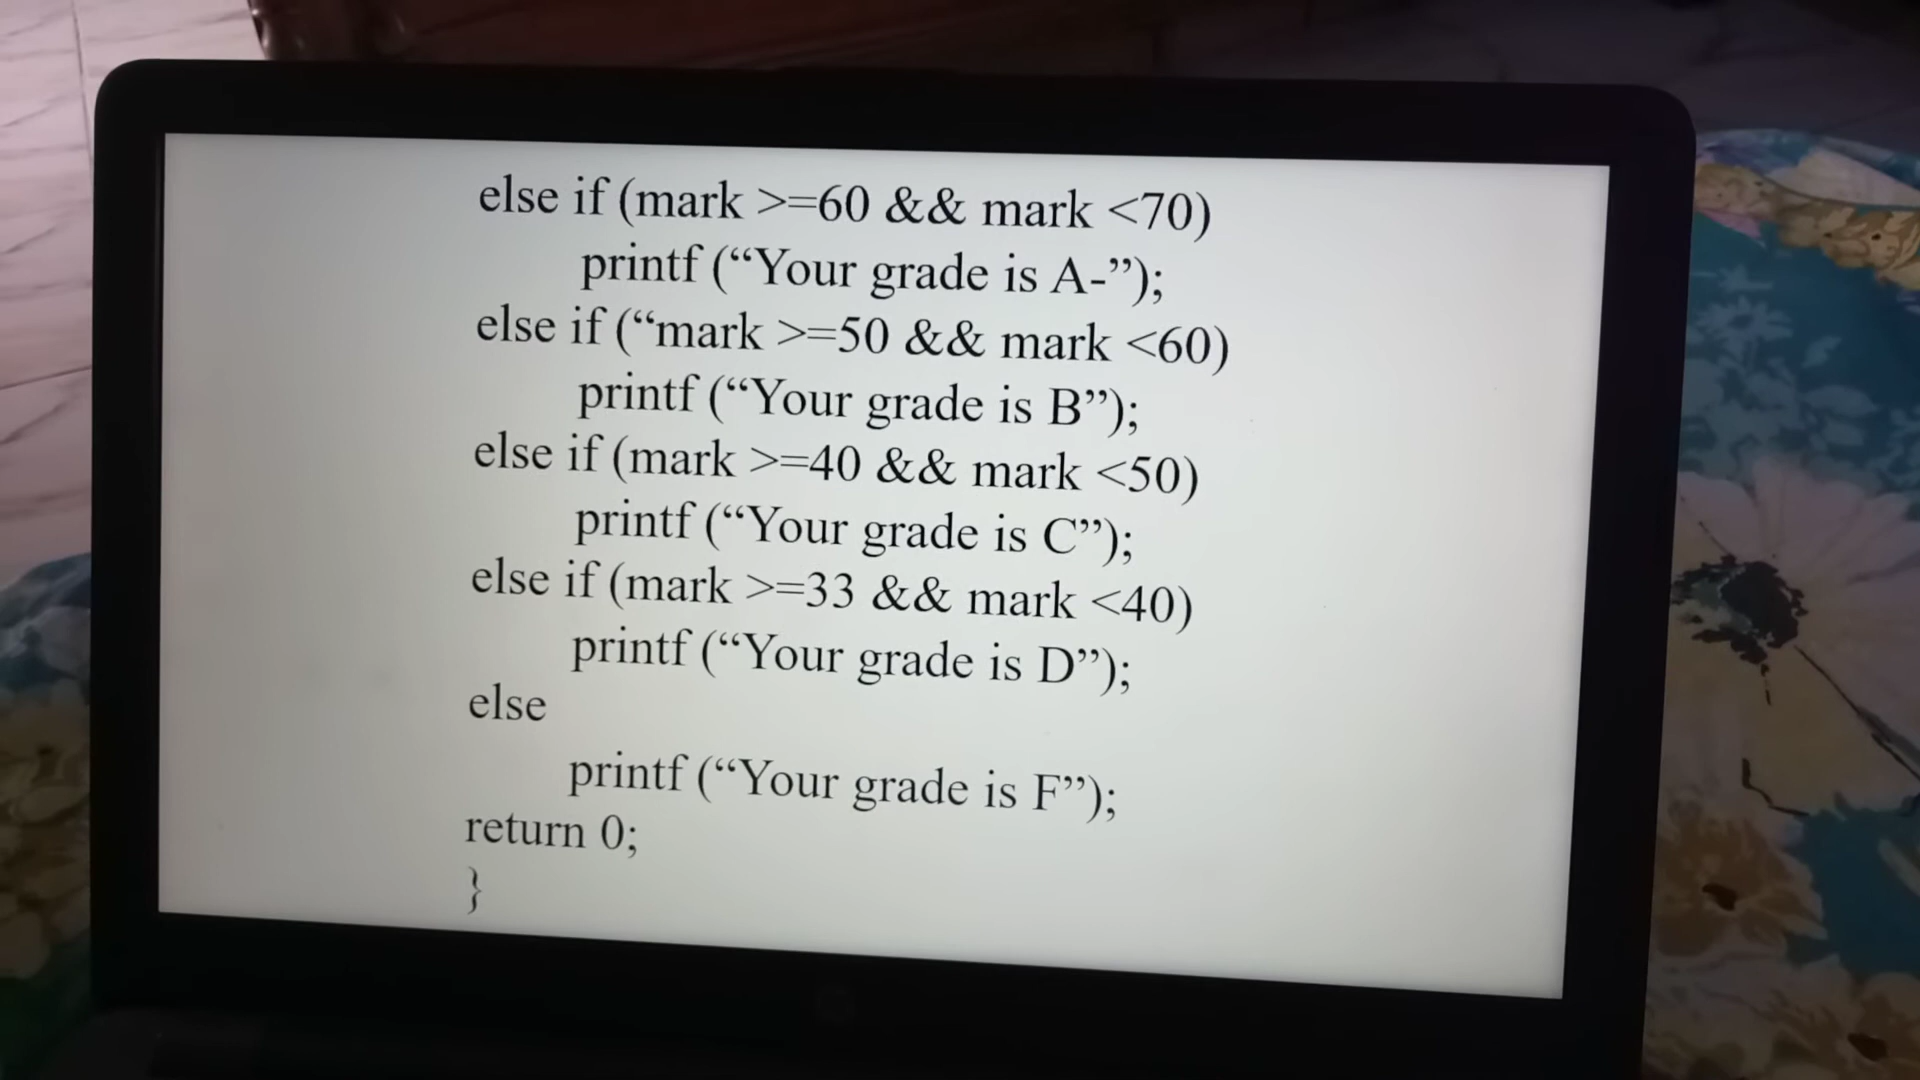 else if (mark >=60 && mark <70)
printf (“Your grade is A-”);
else if (“mark >=50 && mark <60)
printf (“Your grade is B”);
else if (mark >=40 && mark <50)
printf (“Your grade is C”);
else if (mark >=33 && mark <40)
printf (“Your grade is D”);
else
printf (“Your grade is F”);
return 0;
}